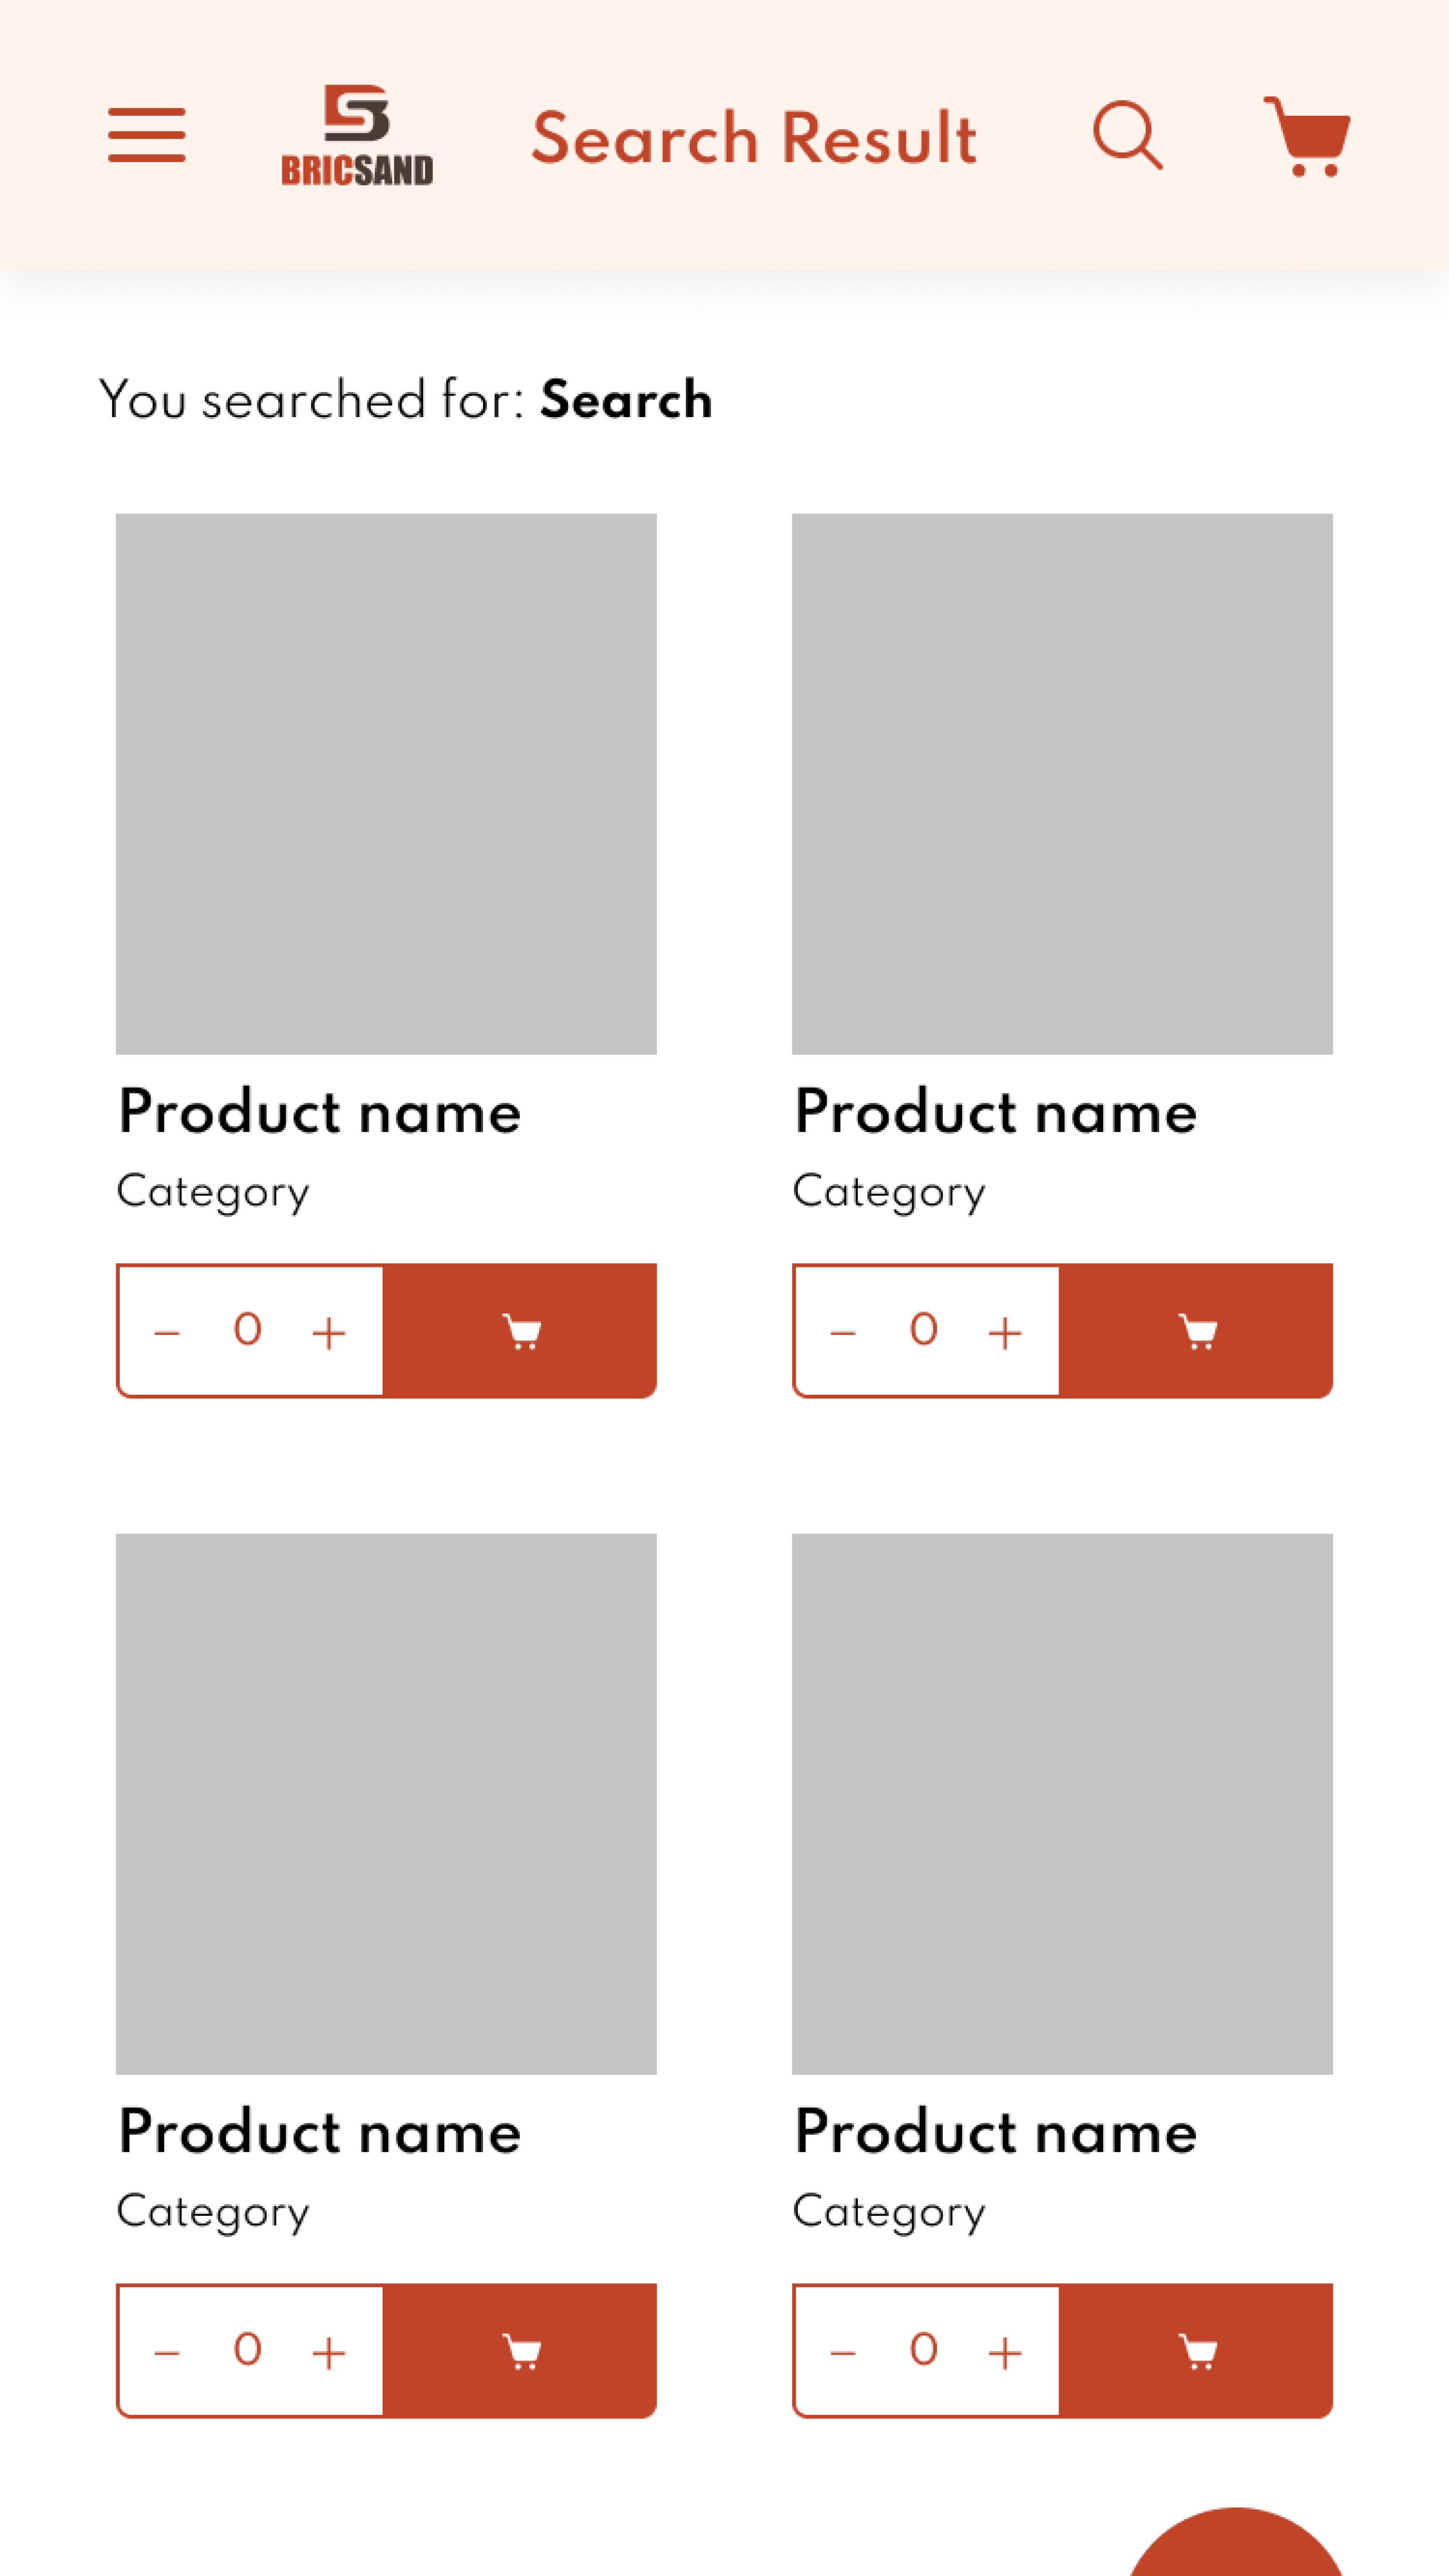 BRICSAND
Search Result
You searched for: Search
Product name
Category
- 0 +
Product name
Category
- 0 +
Product name
Category
- 0 +
Product name
Category
- 0 +